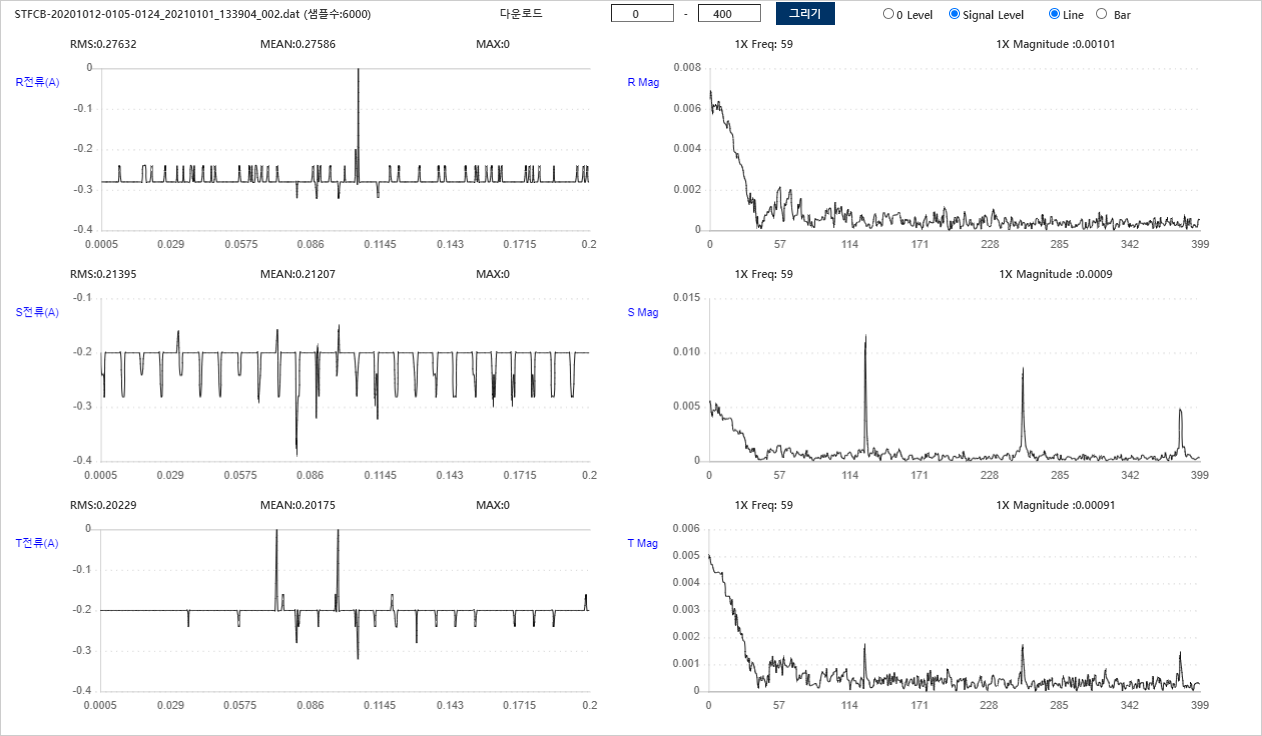 STFCB-20201012-0105-0124_20210101_133904_002.dat (샘플수:6000) 다운로드 0 - 400 그리기 0 Level Signal Level Line Bar
RMS:0.27632 MEAN:0.27586 MAX:0 1X Freq: 59 1X Magnitude :0.00101
R전류(A)
0
-0.1
-0.2
-0.3
-0.4
0.0005 0.029 0.0575 0.086 0.1145 0.143 0.1715 0.2
R Mag
0.008
0.006
0.004
0.002
0
0 57 114 171 228 285 342 399
RMS:0.21395 MEAN:0.21207 MAX:0 1X Freq: 59 1X Magnitude :0.0009
S전류(A)
-0.1
-0.2
-0.3
-0.4
0.0005 0.029 0.0575 0.086 0.1145 0.143 0.1715 0.2
S Mag
0.015
0.010
0.005
0
0 57 114 171 228 285 342 399
RMS:0.20229 MEAN:0.20175 MAX:0 1X Freq: 59 1X Magnitude :0.00091
T전류(A)
0
-0.1
-0.2
-0.3
-0.4
0.0005 0.029 0.0575 0.086 0.1145 0.143 0.1715 0.2
T Mag
0.006
0.005
0.004
0.003
0.002
0.001
0
0 57 114 171 228 285 342 399